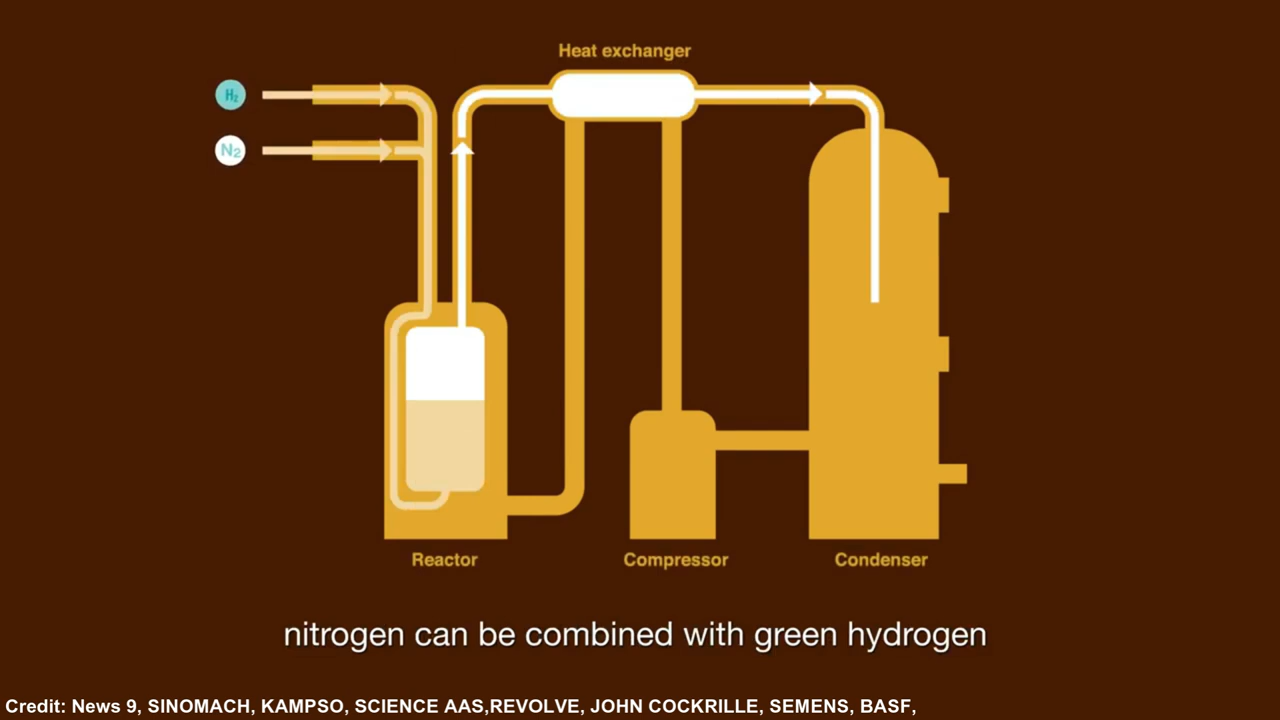 Heat exchanger
H₂
N₂
Reactor
Compressor
Condenser
nitrogen can be combined with green hydrogen
Credit: News 9, SINOMACH, KAMPSO, SCIENCE AAS,REVOLVE, JOHN COCKRILLE, SEMENS, BASF,